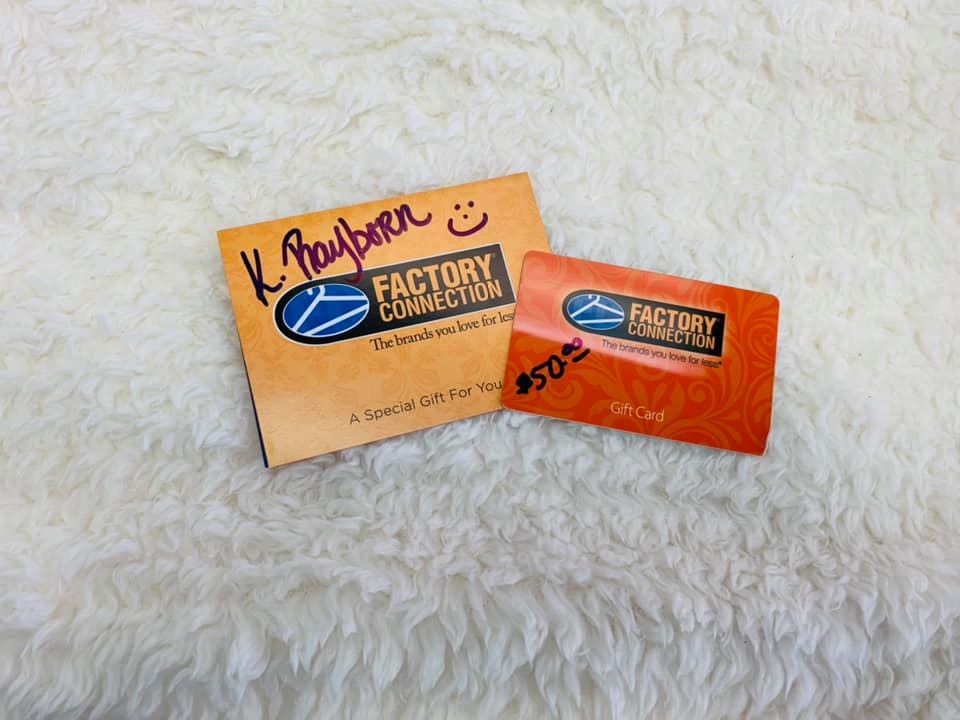 K. Rayborn
FACTORY
CONNECTION
The brands you love for less
A Special Gift For You
FACTORY
CONNECTION
The brands you love for less
$50.00
Gift Card